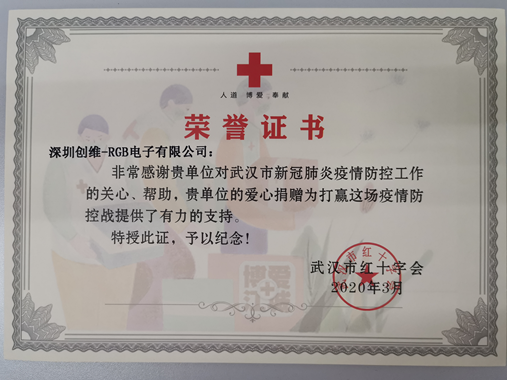 人道 博爱 奉献
荣誉证书
深圳创维-RGB电子有限公司:
非常感谢贵单位对武汉市新冠肺炎疫情防控工作
的关心、帮助,贵单位的爱心捐赠为打赢这场疫情防
控战提供了有力的支持。
特授此证,予以纪念!
博爱
武汉市红十字会
2020年3月